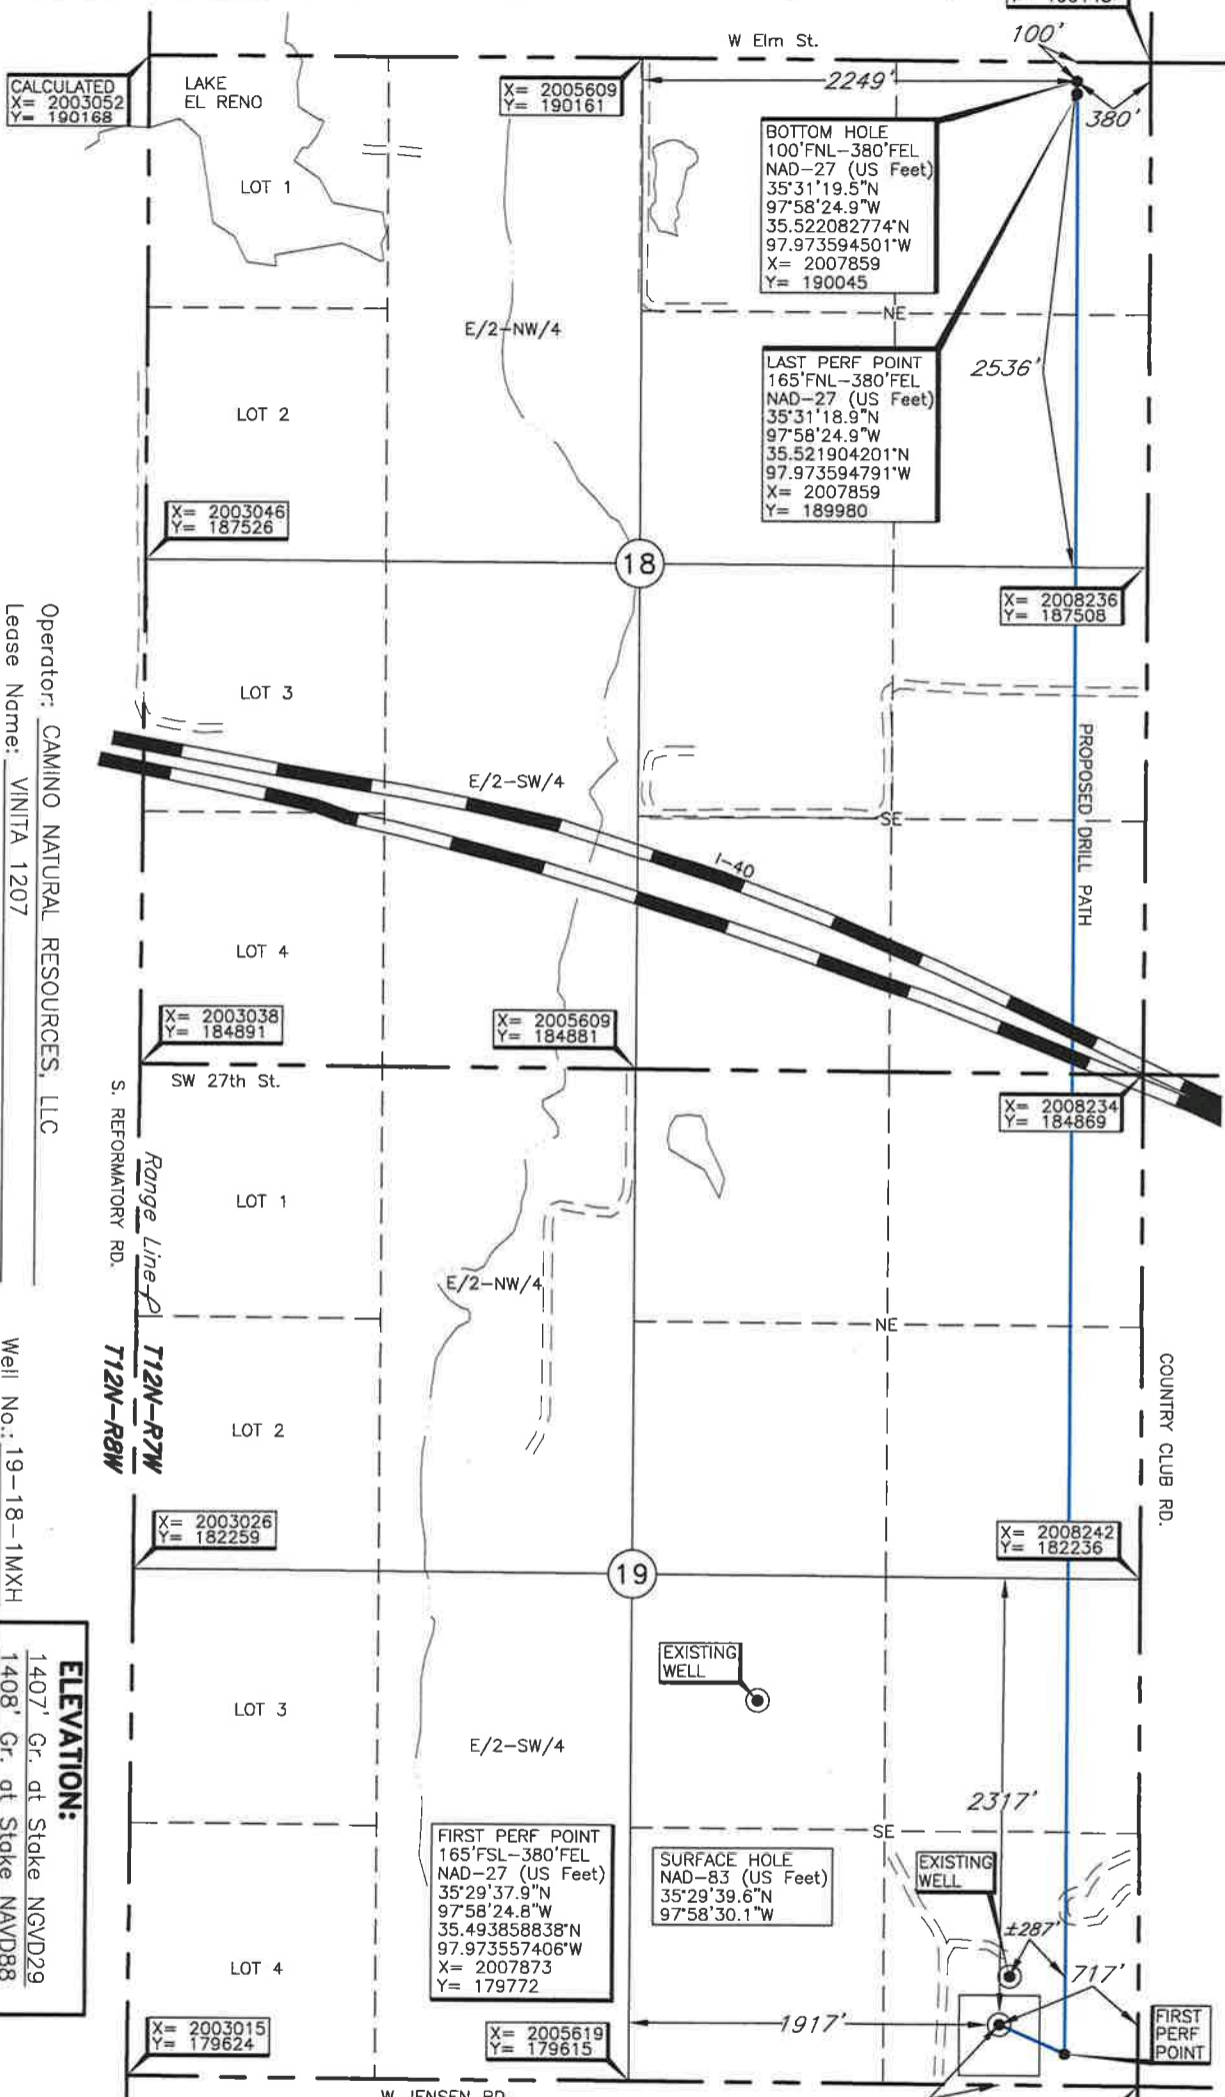 W Elm St.
100'
CALCULATED
X= 2003052
Y= 190168
LAKE
EL RENO
X= 2005609
Y= 190161
2249'
380'
BOTTOM HOLE
100'FNL-380'FEL
NAD-27 (US Feet)
35°31'19.5"N
97°58'24.9"W
35.522082774°N
97.973594501°W
X= 2007859
Y= 190045
LOT 1
NE
E/2-NW/4
LAST PERF POINT
165'FNL-380'FEL
NAD-27 (US Feet)
35°31'18.9"N
97°58'24.9"W
35.521904201°N
97.973594791°W
X= 2007859
Y= 189980
2536'
LOT 2
X= 2003046
Y= 187526
18
X= 2008236
Y= 187508
LOT 3
PROPOSED DRILL PATH
E/2-SW/4
SE
I-40
LOT 4
X= 2003038
Y= 184891
X= 2005609
Y= 184881
SW 27th St.
X= 2008234
Y= 184869
S. REFORMATORY RD.
Range Line
T12N-R7W
T12N-R8W
LOT 1
E/2-NW/4
NE
COUNTRY CLUB RD.
LOT 2
X= 2003026
Y= 182259
X= 2008242
Y= 182236
19
EXISTING
WELL
LOT 3
E/2-SW/4
2317'
SE
FIRST PERF POINT
165'FSL-380'FEL
NAD-27 (US Feet)
35°29'37.9"N
97°58'24.8"W
35.493858838°N
97.973557406°W
X= 2007873
Y= 179772
SURFACE HOLE
NAD-83 (US Feet)
35°29'39.6"N
97°58'30.1"W
EXISTING
WELL
±287'
717'
LOT 4
1917'
FIRST
PERF
POINT
X= 2003015
Y= 179624
X= 2005619
Y= 179615
W JENSEN RD
Operator: CAMINO NATURAL RESOURCES, LLC
Lease Name: VINITA 1207
Well No.: 19-18-1MXH
ELEVATION:
1407' Gr. at Stake NGVD29
1408' Gr. at Stake NAVD88